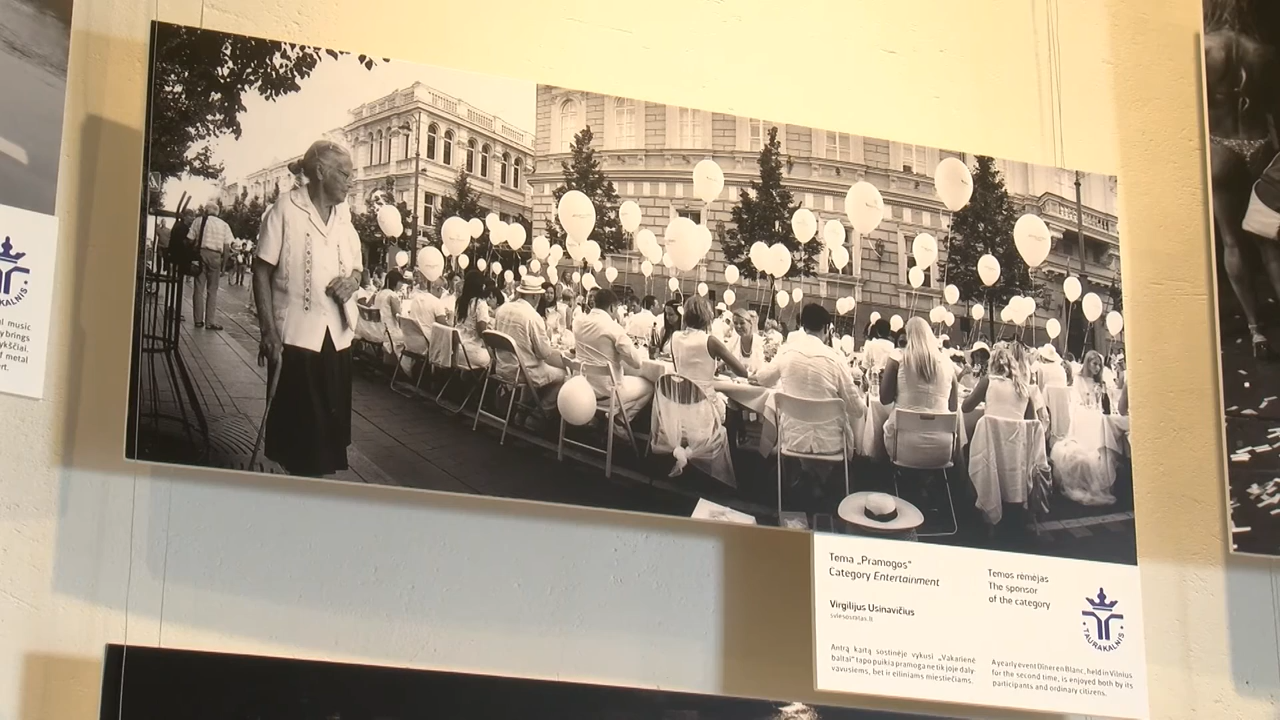 l music
y brings
ykščiai.
f metal
rt.
Tema „Pramogos"
Category Entertainment
Virgilijus Usinavičius
sviesosratas.lt
Antrą kartą sostinėje vykusi „Vakarienė
baltai" tapo puikia pramoga ne tik joje daly-
vavusiems, bet ir eiliniams miestiečiams.
Temos rėmėjas
The sponsor
of the category
TAURAKALNIS
A yearly event Dîner en Blanc, held in Vilnius
for the second time, is enjoyed both by its
participants and ordinary citizens.